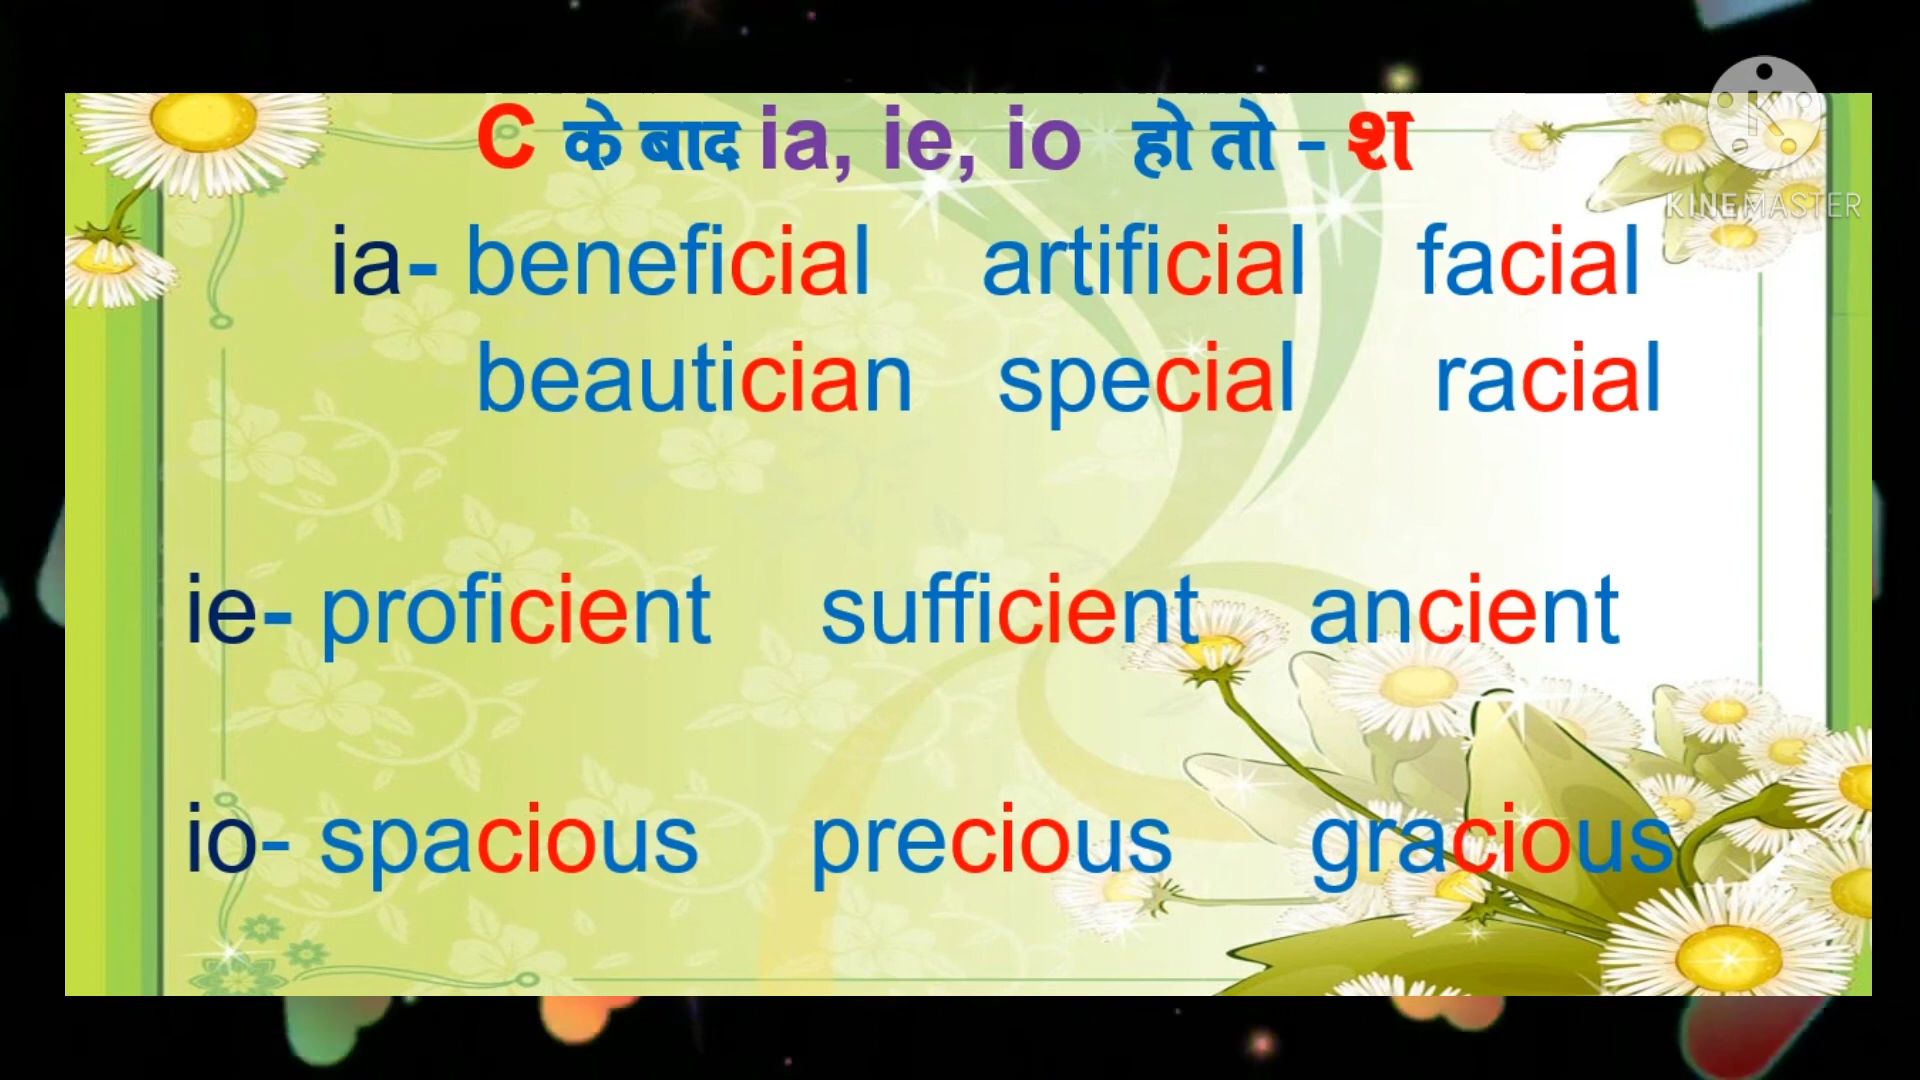 C के बाद ia, ie, io हो तो - श
KINEMASTER
ia- beneficial artificial facial
beautician special racial
ie- proficient sufficient ancient
io- spacious precious gracious